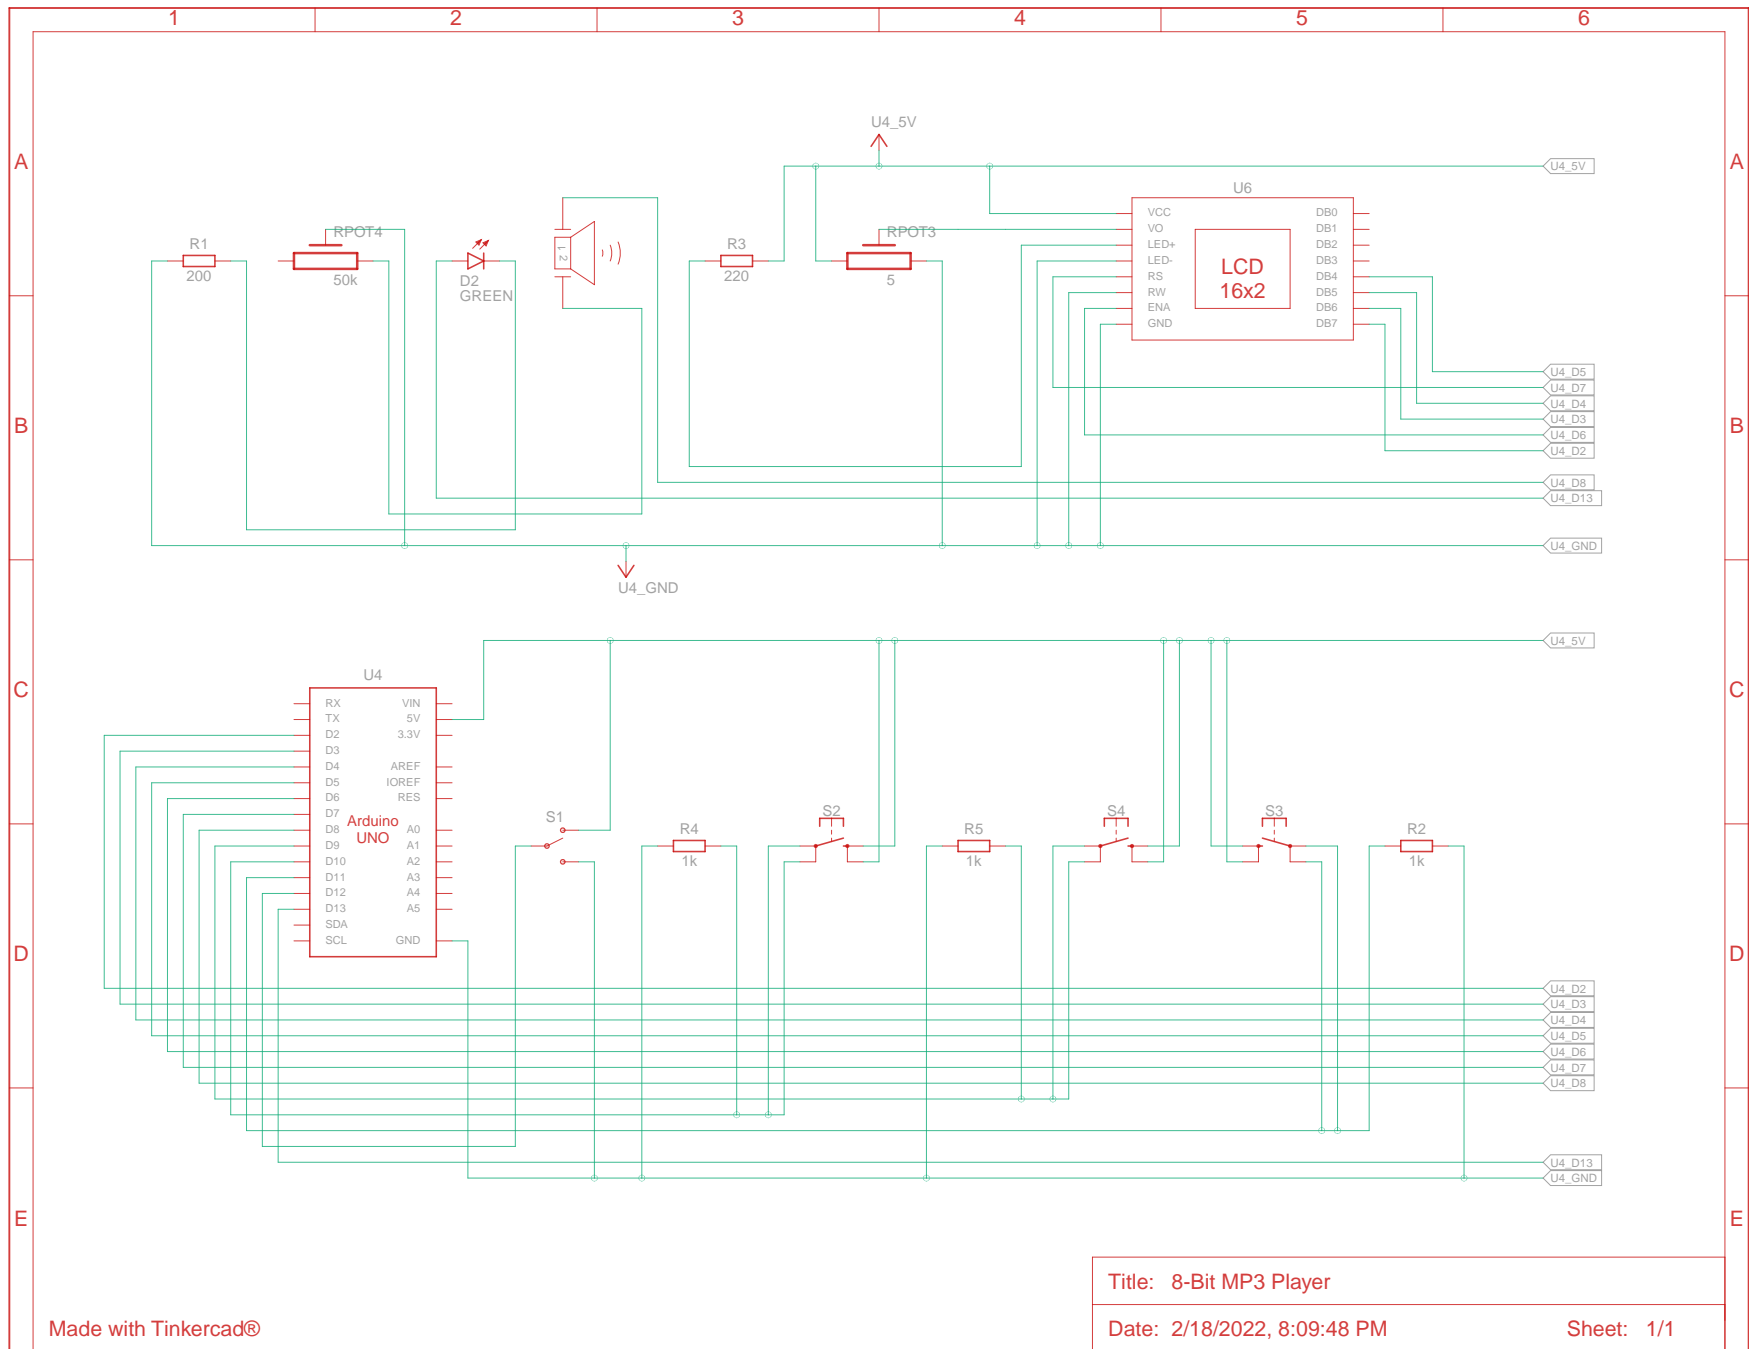 1 2 3 4 5 6
A A
B B
C C
D D
E E
U4_5V
U4_5V
R1
200
RPOT4
50k
D2
GREEN
1 2
R3
220
RPOT3
5
U6
VCC DB0
VO DB1
LED+ DB2
LED- DB3
RS DB4
RW DB5
ENA DB6
GND DB7
LCD
16x2
U4_D5
U4_D7
U4_D4
U4_D3
U4_D6
U4_D2
U4_D8
U4_D13
U4_GND
U4_GND
U4_5V
U4
RX VIN
TX 5V
D2 3.3V
D3
D4 AREF
D5 IOREF
D6 RES
D7
D8 A0
D9 A1
D10 A2
D11 A3
D12 A4
D13 A5
SDA
SCL GND
Arduino
UNO
S1
R4
1k
S2
R5
1k
S4
S3
R2
1k
U4_D2
U4_D3
U4_D4
U4_D5
U4_D6
U4_D7
U4_D8
U4_D13
U4_GND
Title: 8-Bit MP3 Player
Made with Tinkercad®
Date: 2/18/2022, 8:09:48 PM Sheet: 1/1